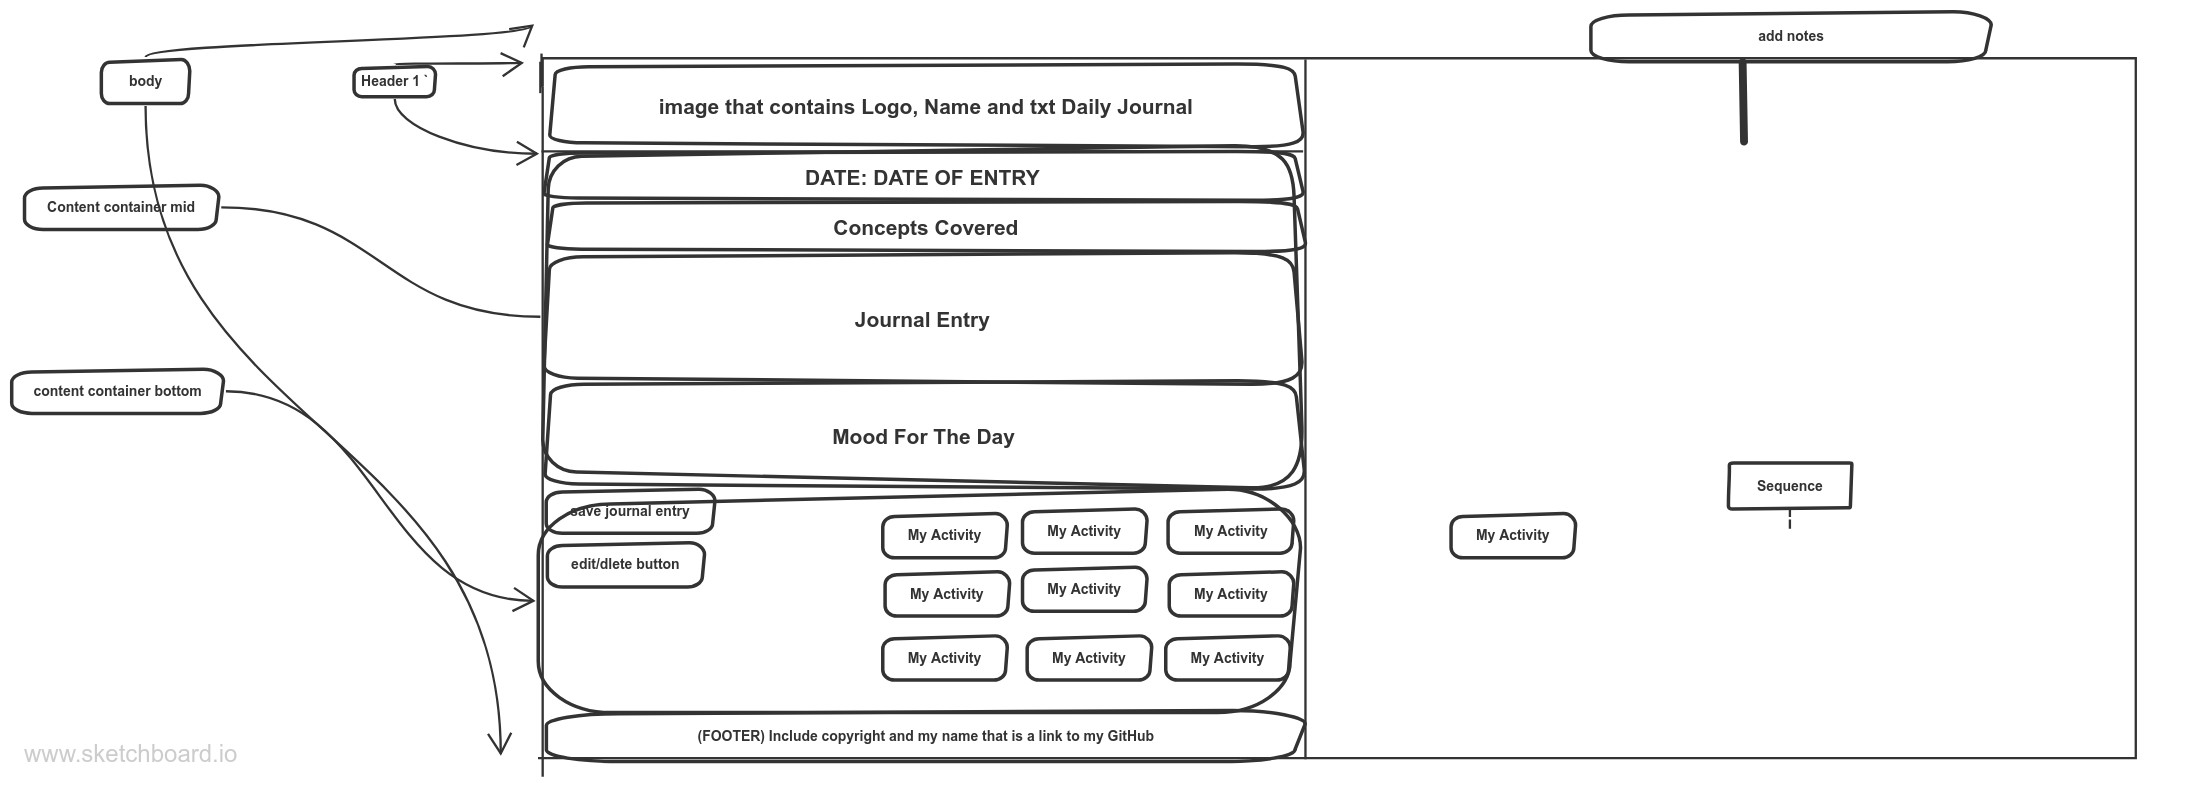 add notes
body
Header 1 `
image that contains Logo, Name and txt Daily Journal
DATE: DATE OF ENTRY
Content container mid
Concepts Covered
Journal Entry
content container bottom
Mood For The Day
Sequence
save journal entry
My Activity
My Activity
My Activity
My Activity
edit/dlete button
My Activity
My Activity
My Activity
My Activity
My Activity
My Activity
(FOOTER) Include copyright and my name that is a link to my GitHub
www.sketchboard.io